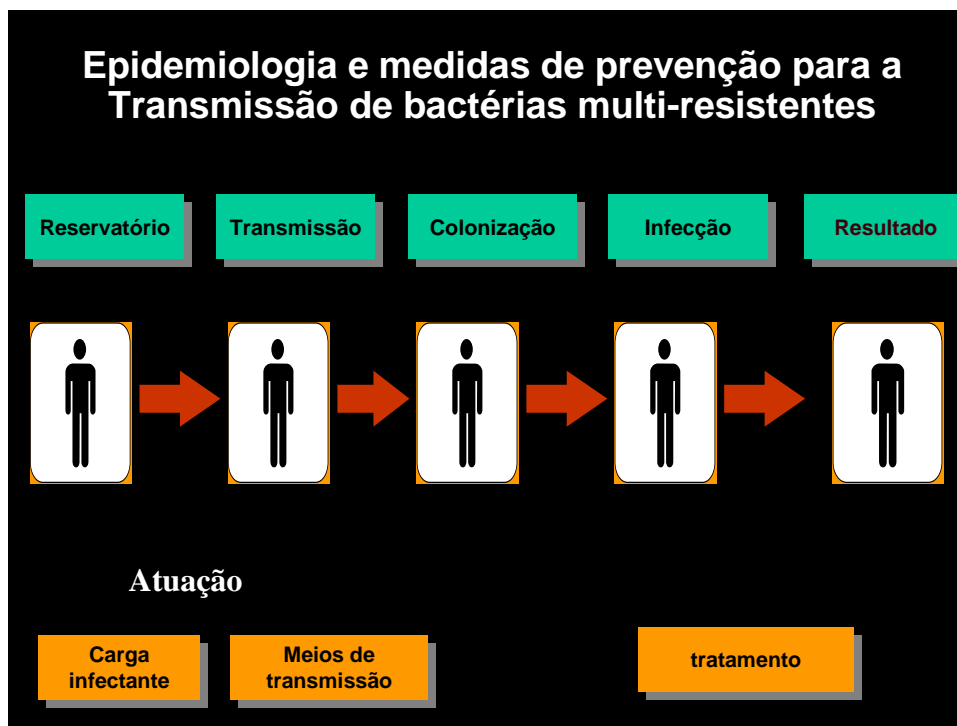 Epidemiologia e medidas de prevenção para a
Transmissão de bactérias multi-resistentes
Reservatório
Transmissão
Colonização
Infecção
Resultado
Atuação
Carga
infectante
Meios de
transmissão
tratamento